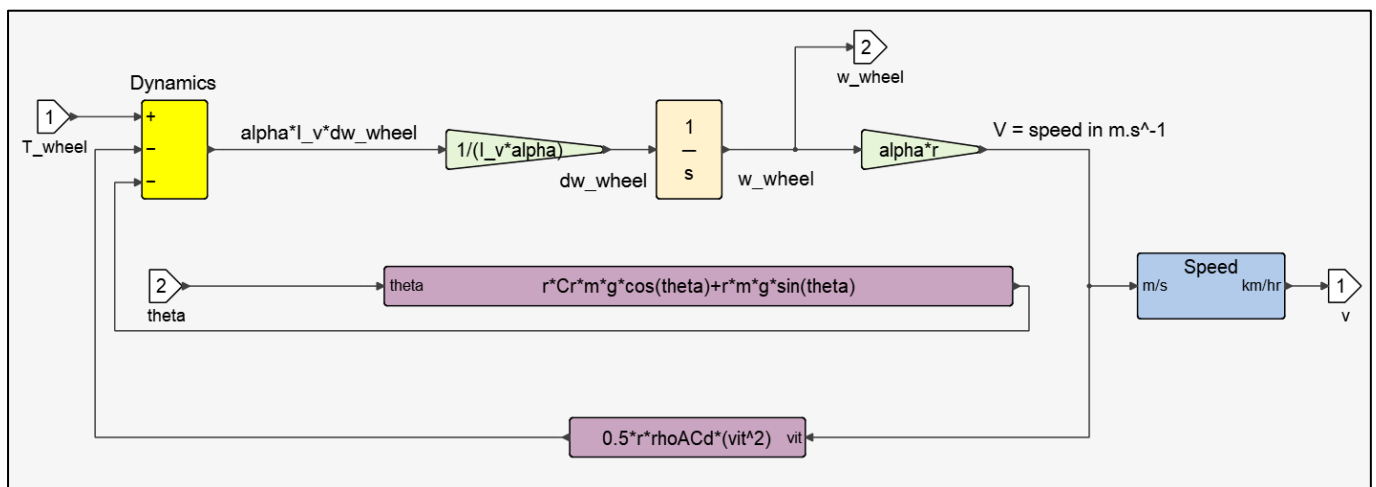 2
w_wheel
Dynamics
1
T_wheel
+
−
−
alpha*I_v*dw_wheel
1/(I_v*alpha)
dw_wheel
1
s
w_wheel
alpha*r
V = speed in m.s^-1
2
theta
theta
r*Cr*m*g*cos(theta)+r*m*g*sin(theta)
Speed
m/s
km/hr
1
v
0.5*r*rhoACd*(vit^2)
vit